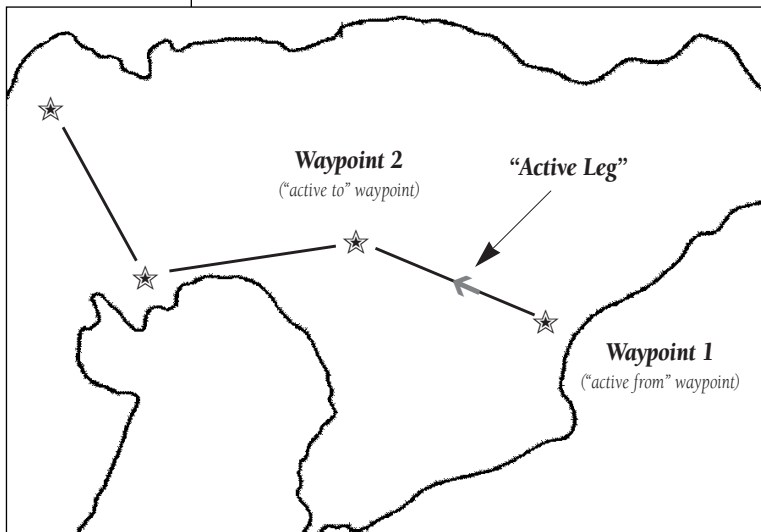 Waypoint 2
(“active to” waypoint)
“Active Leg”
Waypoint 1
(“active from” waypoint)